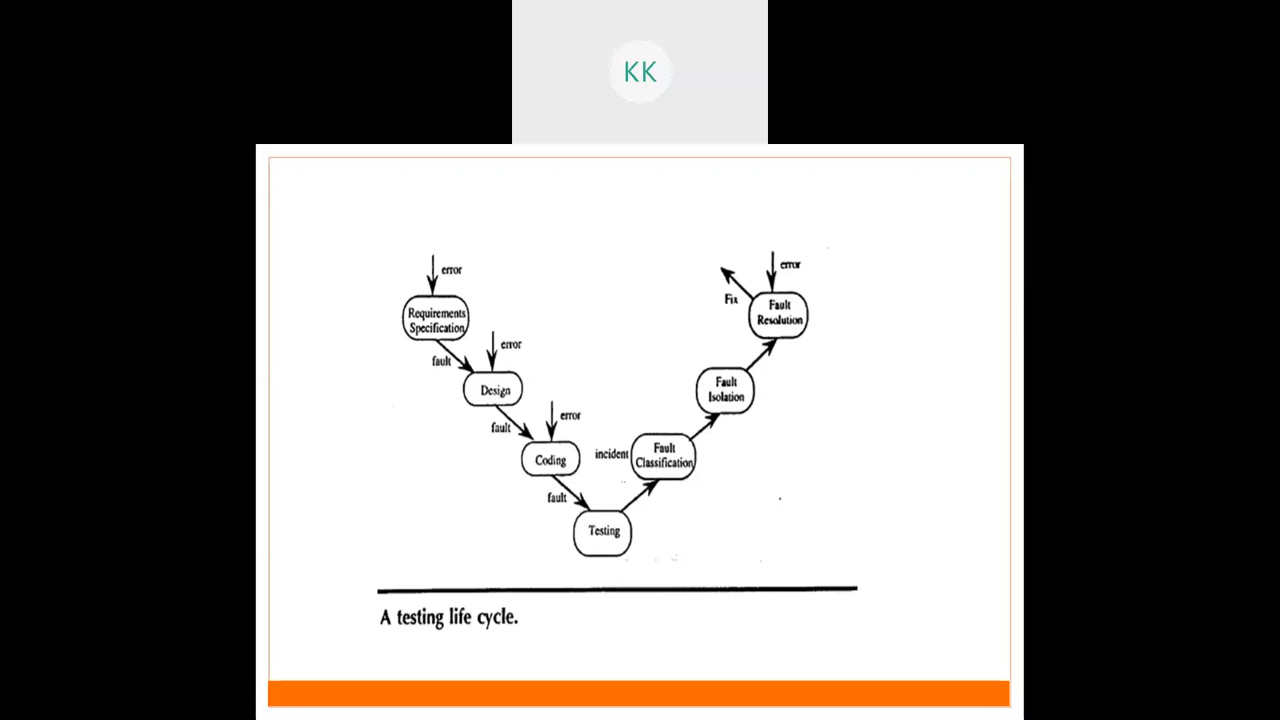 KK
error
Requirements
Specification
fault
error
Design
fault
error
Coding
fault
Testing
incident
Fault
Classification
Fault
Isolation
Fault
Resolution
error
Fix
A testing life cycle.